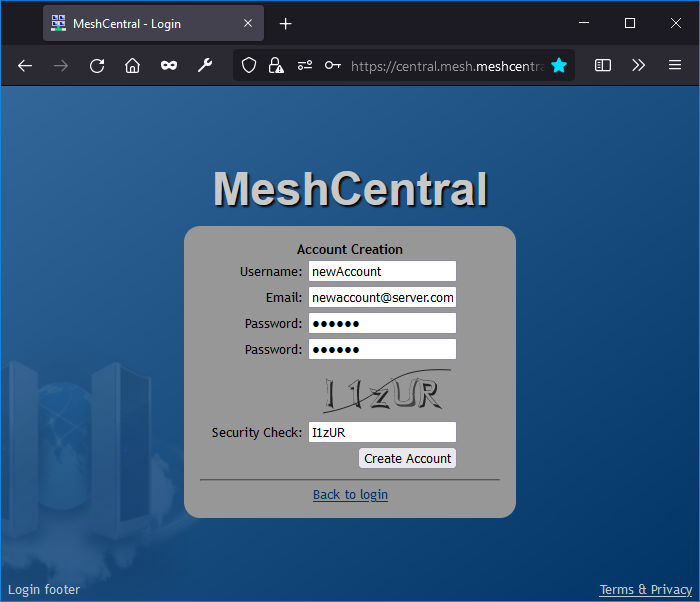 MeshCentral - Login
https://central.mesh.meshcentra
MeshCentral
Account Creation
Username: newAccount
Email: newaccount@server.com
Password: ●●●●●●
Password: ●●●●●●
I1zUR
Security Check: I1zUR
Create Account
Back to login
Login footer
Terms & Privacy